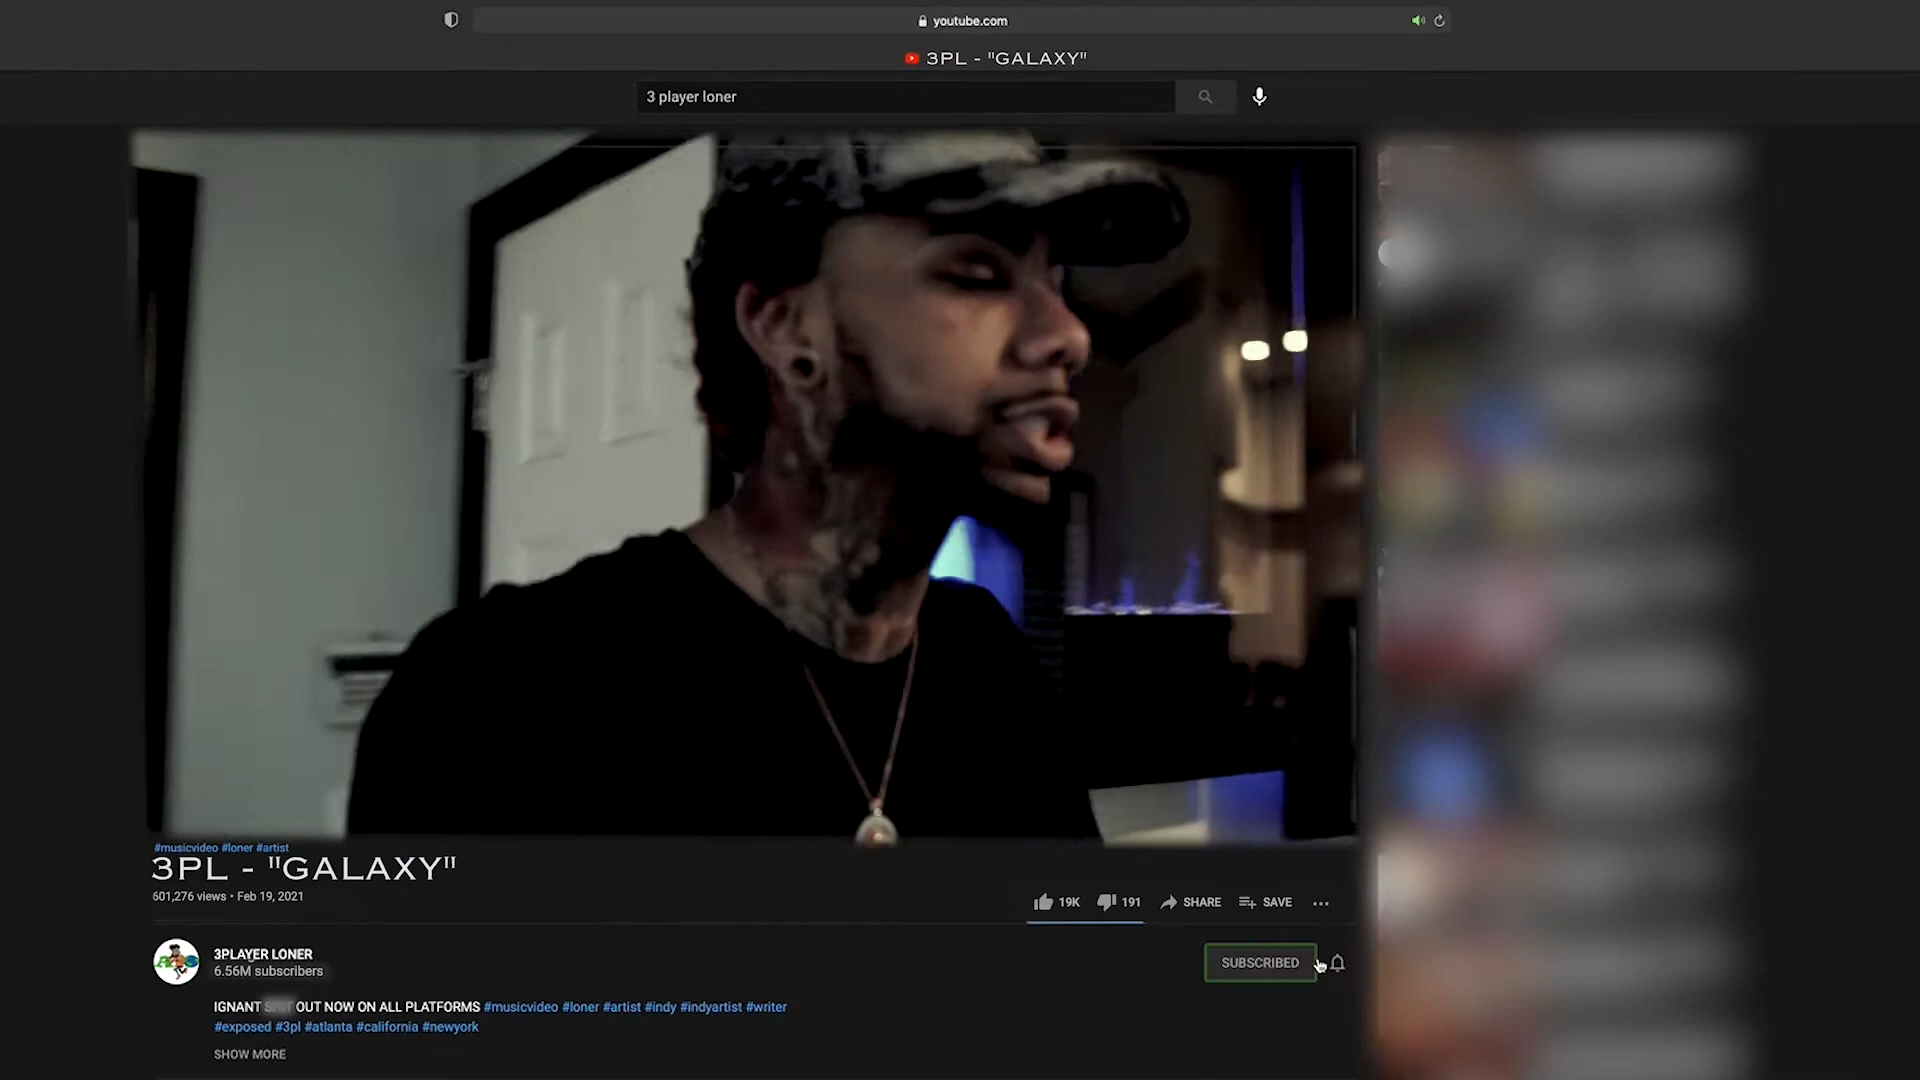 youtube.com
3PL - "GALAXY"
3 player loner
#musicvideo #loner #artist
3PL - "GALAXY"
601,276 views • Feb 19, 2021
19K 191 SHARE SAVE
3PLAYER LONER
6.56M subscribers
SUBSCRIBED
IGNANT OUT NOW ON ALL PLATFORMS #musicvideo #loner #artist #indy #indyartist #writer
#exposed #3pl #atlanta #california #newyork
SHOW MORE